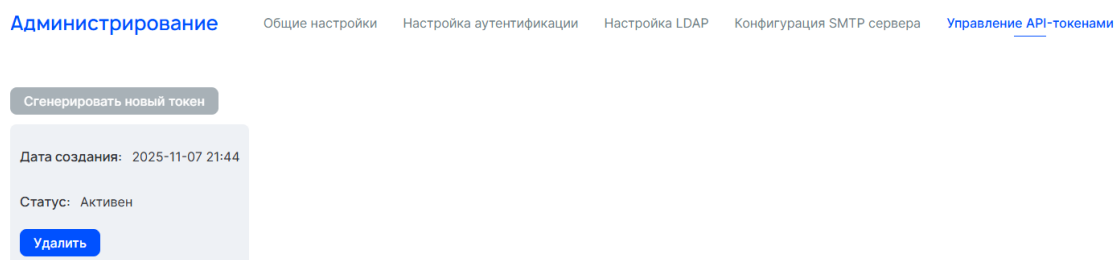 Администрирование Общие настройки Настройка аутентификации Настройка LDAP Конфигурация SMTP сервера Управление API-токенами
Сгенерировать новый токен
Дата создания: 2025-11-07 21:44
Статус: Активен
Удалить